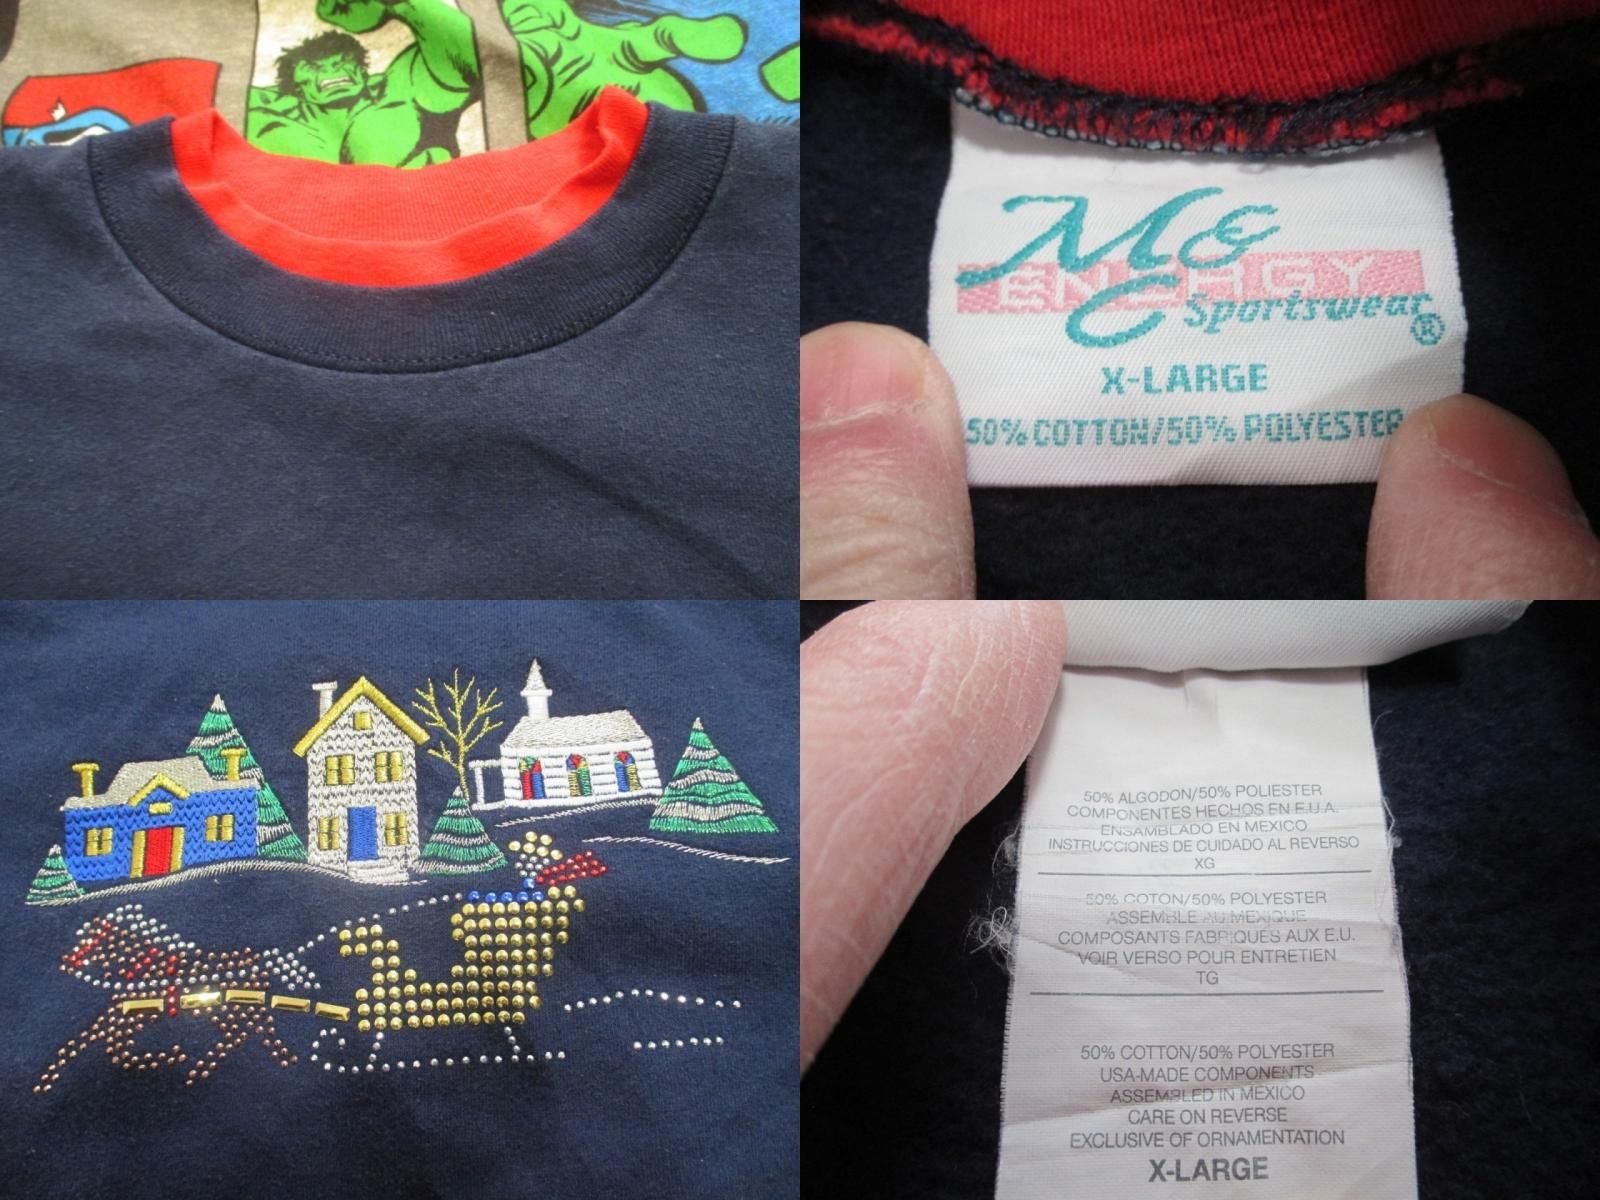 Mc
ENERGY
Sportswear®
X-LARGE
50% COTTON/50% POLYESTER
50% ALGODON/50% POLIESTER
COMPONENTES HECHOS EN E.U.A.
ENSAMBLADO EN MEXICO
INSTRUCCIONES DE CUIDADO AL REVERSO
XG
50% COTON/50% POLYESTER
ASSEMBLE AU MEXIQUE
COMPOSANTS FABRIQUES AUX E.U.
VOIR VERSO POUR ENTRETIEN
TG
50% COTTON/50% POLYESTER
USA-MADE COMPONENTS
ASSEMBLED IN MEXICO
CARE ON REVERSE
EXCLUSIVE OF ORNAMENTATION
X-LARGE